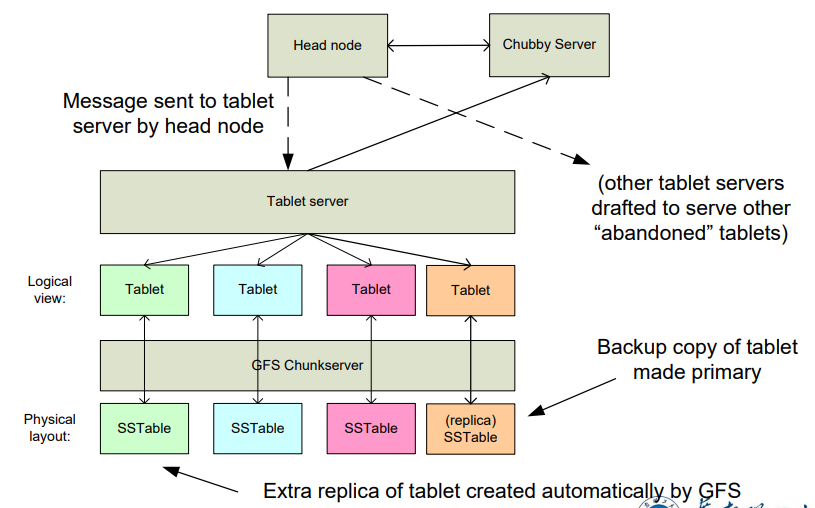 Head node
Chubby Server
Message sent to tablet
server by head node
(other tablet servers
drafted to serve other
“abandoned” tablets)
Tablet server
Logical
view:
Tablet
Tablet
Tablet
Tablet
GFS Chunkserver
Backup copy of tablet
made primary
Physical
layout:
SSTable
SSTable
SSTable
(replica)
SSTable
Extra replica of tablet created automatically by GFS